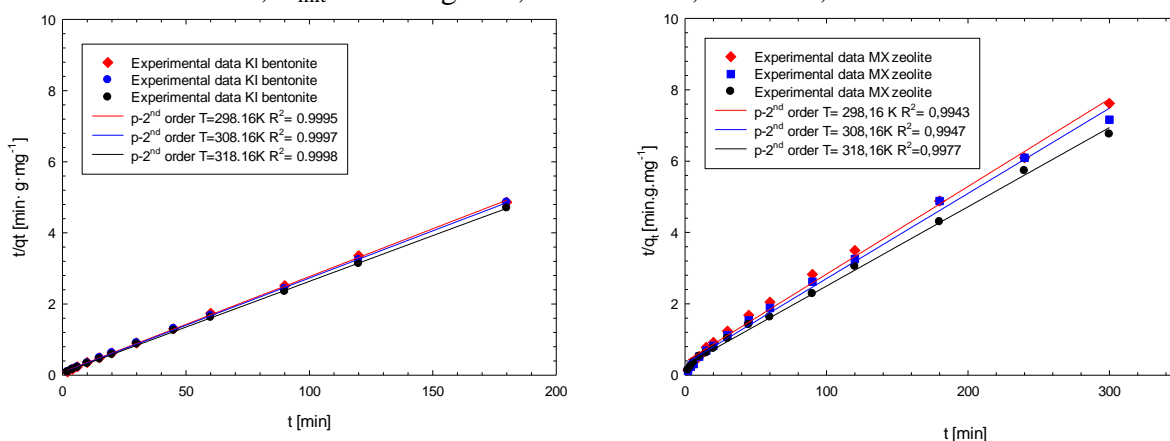 t/qt [min· g·mg-1]
10
8
6
4
2
0
Experimental data KI bentonite
Experimental data KI bentonite
Experimental data KI bentonite
p-2nd order T=298.16K R2= 0.9995
p-2nd order T=308.16K R2= 0.9997
p-2nd order T=318.16K R2= 0.9998
0 50 100 150 200
t [min]
t/qt [min.g.mg-1]
10
8
6
4
2
0
Experimental data MX zeolite
Experimental data MX zeolite
Experimental data MX zeolite
p-2nd order T= 298,16 K R2= 0,9943
p-2nd order T= 308,16K R2= 0,9947
p-2nd order T= 318,16K R2=0,9977
0 100 200 300
t [min]